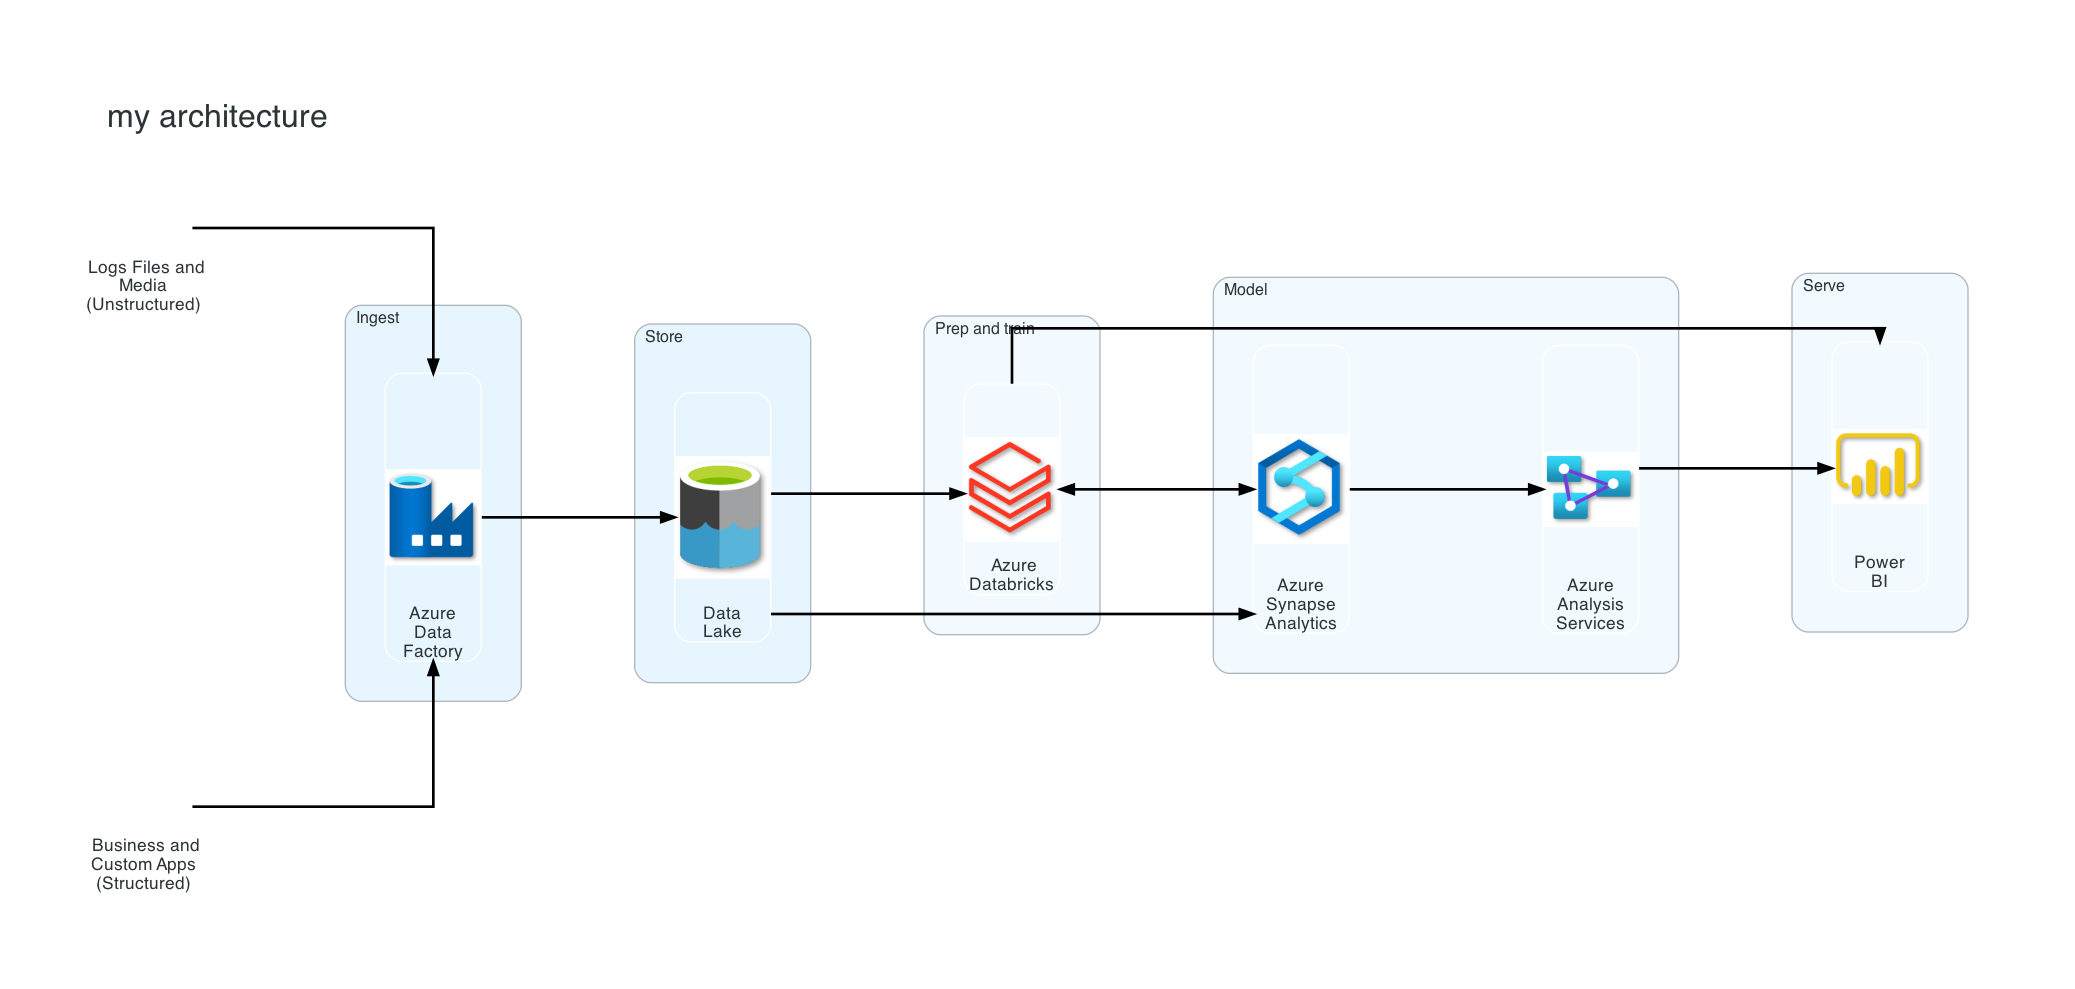 my architecture
Logs Files and
Media
(Unstructured)
Ingest
Azure
Data
Factory
Business and
Custom Apps
(Structured)
Store
Data
Lake
Prep and train
Azure
Databricks
Model
Azure
Synapse
Analytics
Azure
Analysis
Services
Serve
Power
BI